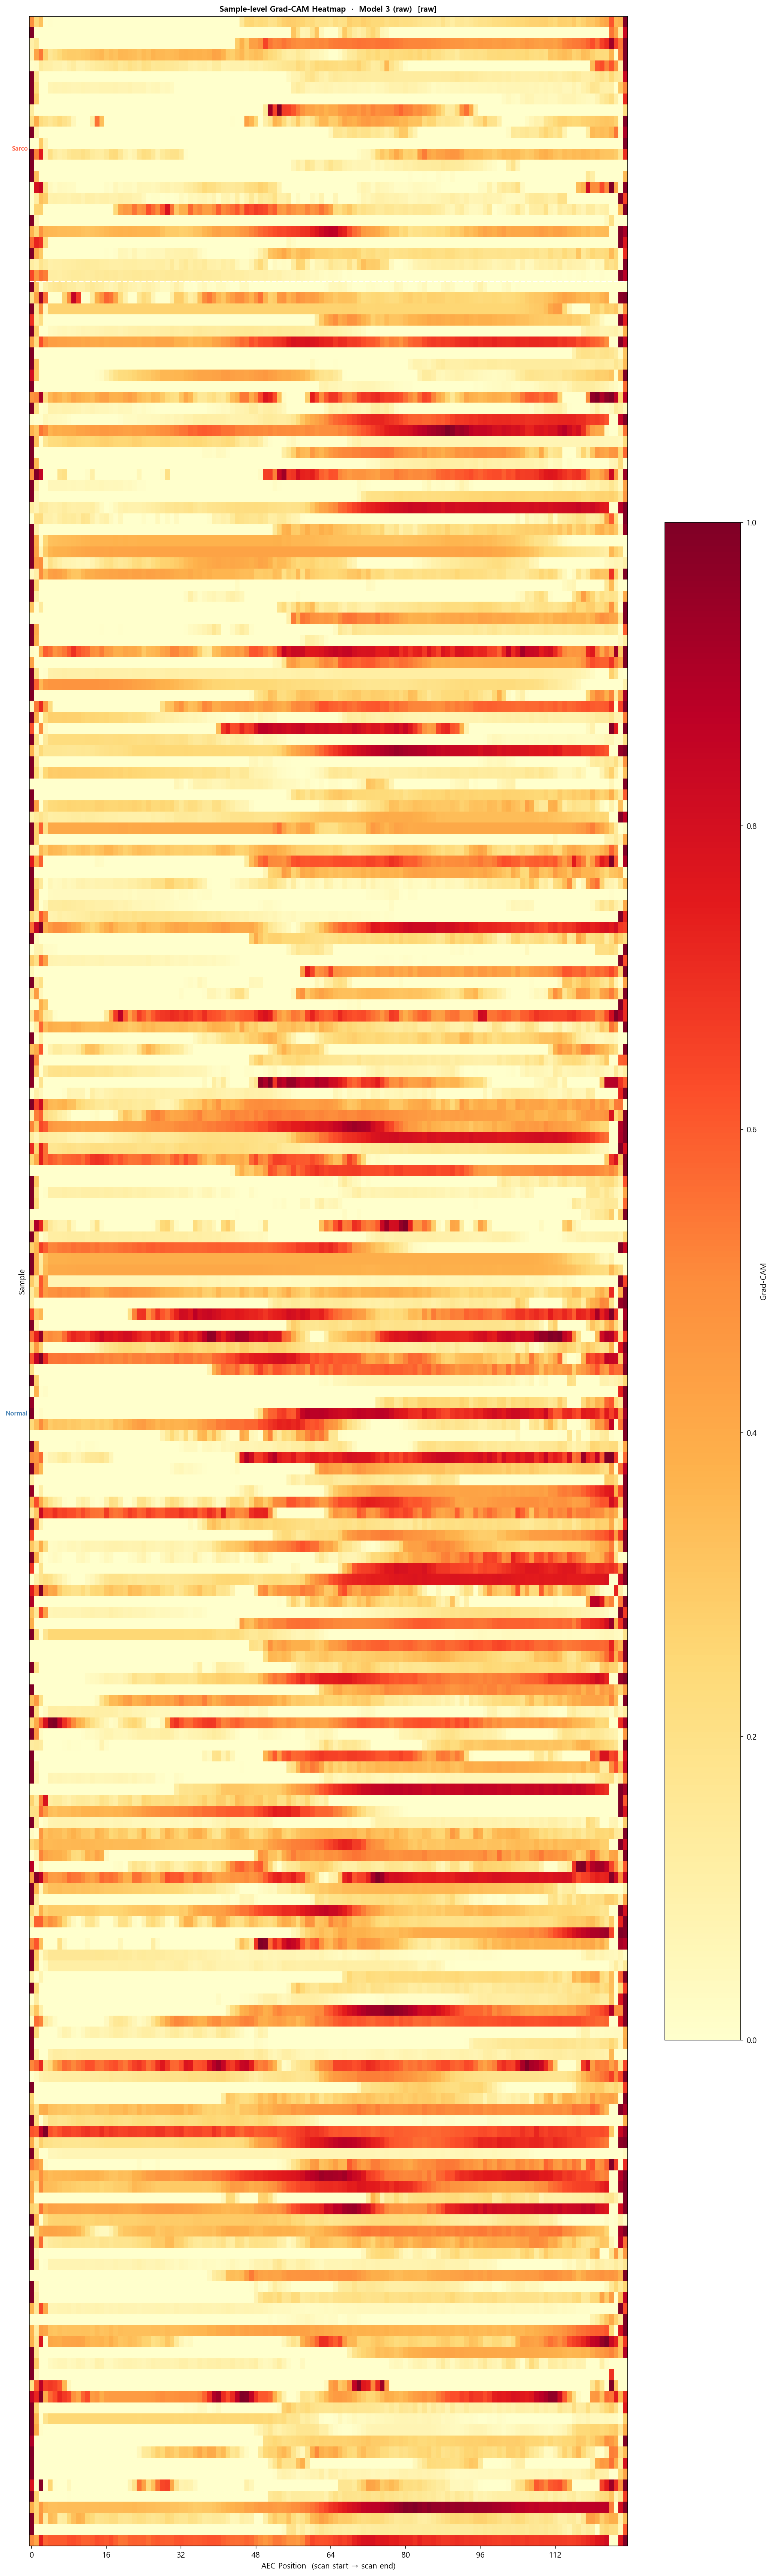 Sample-level Grad-CAM Heatmap · Model 3 (raw) [raw]
Sarco
Normal
Sample
0 16 32 48 64 80 96 112
AEC Position (scan start → scan end)
1.0
0.8
0.6
0.4
0.2
0.0
Grad-CAM